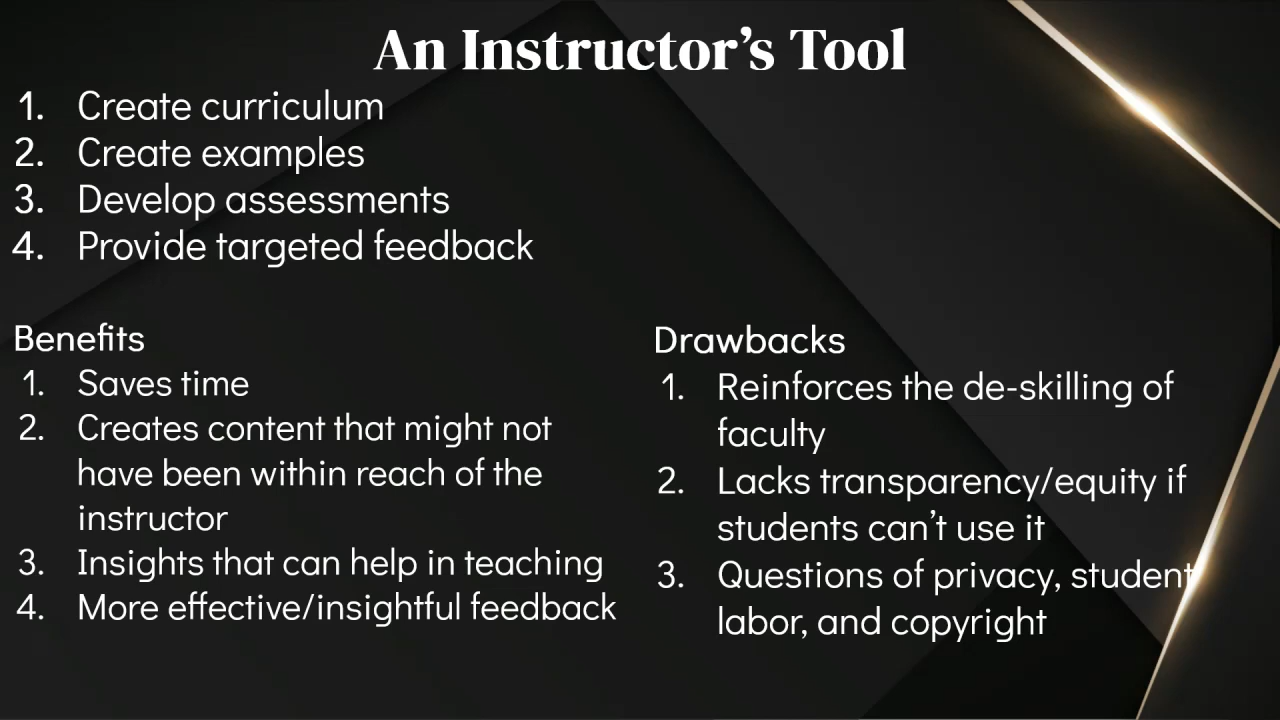 An Instructor’s Tool
1. Create curriculum
2. Create examples
3. Develop assessments
4. Provide targeted feedback
Benefits
1. Saves time
2. Creates content that might not
have been within reach of the
instructor
3. Insights that can help in teaching
4. More effective/insightful feedback
Drawbacks
1. Reinforces the de-skilling of
faculty
2. Lacks transparency/equity if
students can’t use it
3. Questions of privacy, student
labor, and copyright